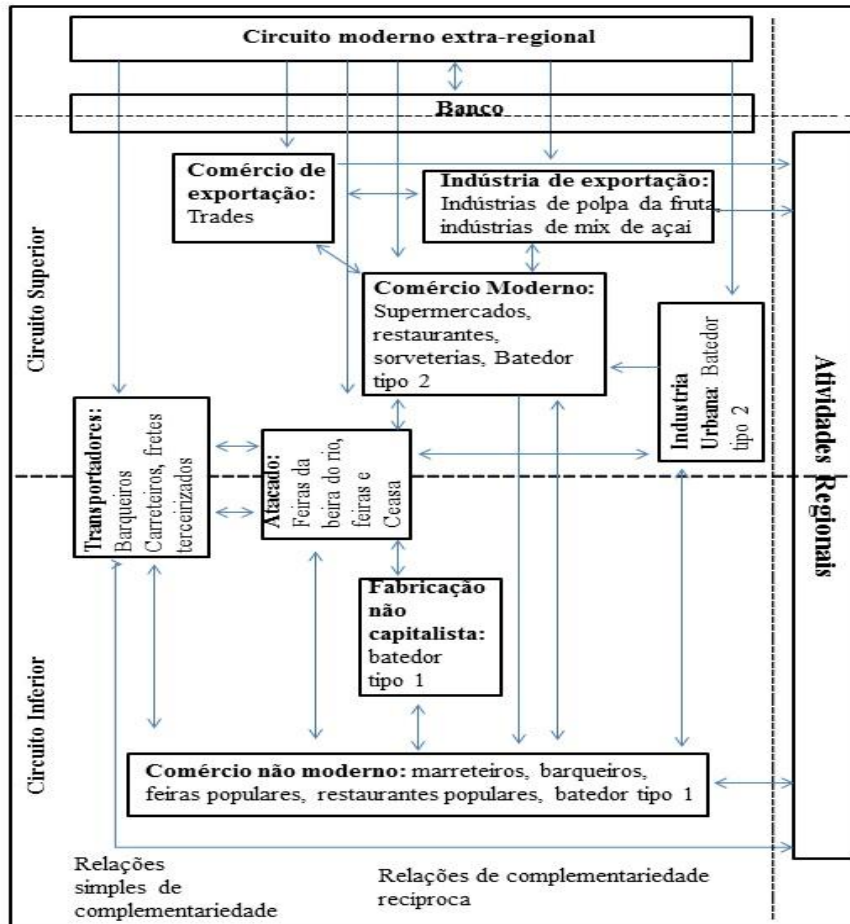 Circuito moderno extra-regional
Banco
Comércio de
exportação:
Trades
Indústria de exportação:
Indústrias de polpa da fruta,
indústrias de mix de açaí
Circuito Superior
Comércio Moderno:
Supermercados,
restaurantes,
sorveterias, Batedor
tipo 2
Industria
Urbana: Batedor
tipo 2
Atividades Regionais
Transportadores:
Barqueiros
Carreteiros, fretes
terceirizados
Atacado:
Feiras da
beira do rio,
feiras e
Ceasa
Fabricação
não
capitalista:
batedor
tipo 1
Circuito Inferior
Comércio não moderno: marreteiros, barqueiros,
feiras populares, restaurantes populares, batedor tipo 1
Relações
simples de
complementariedade
Relações de complementariedade
reciproca